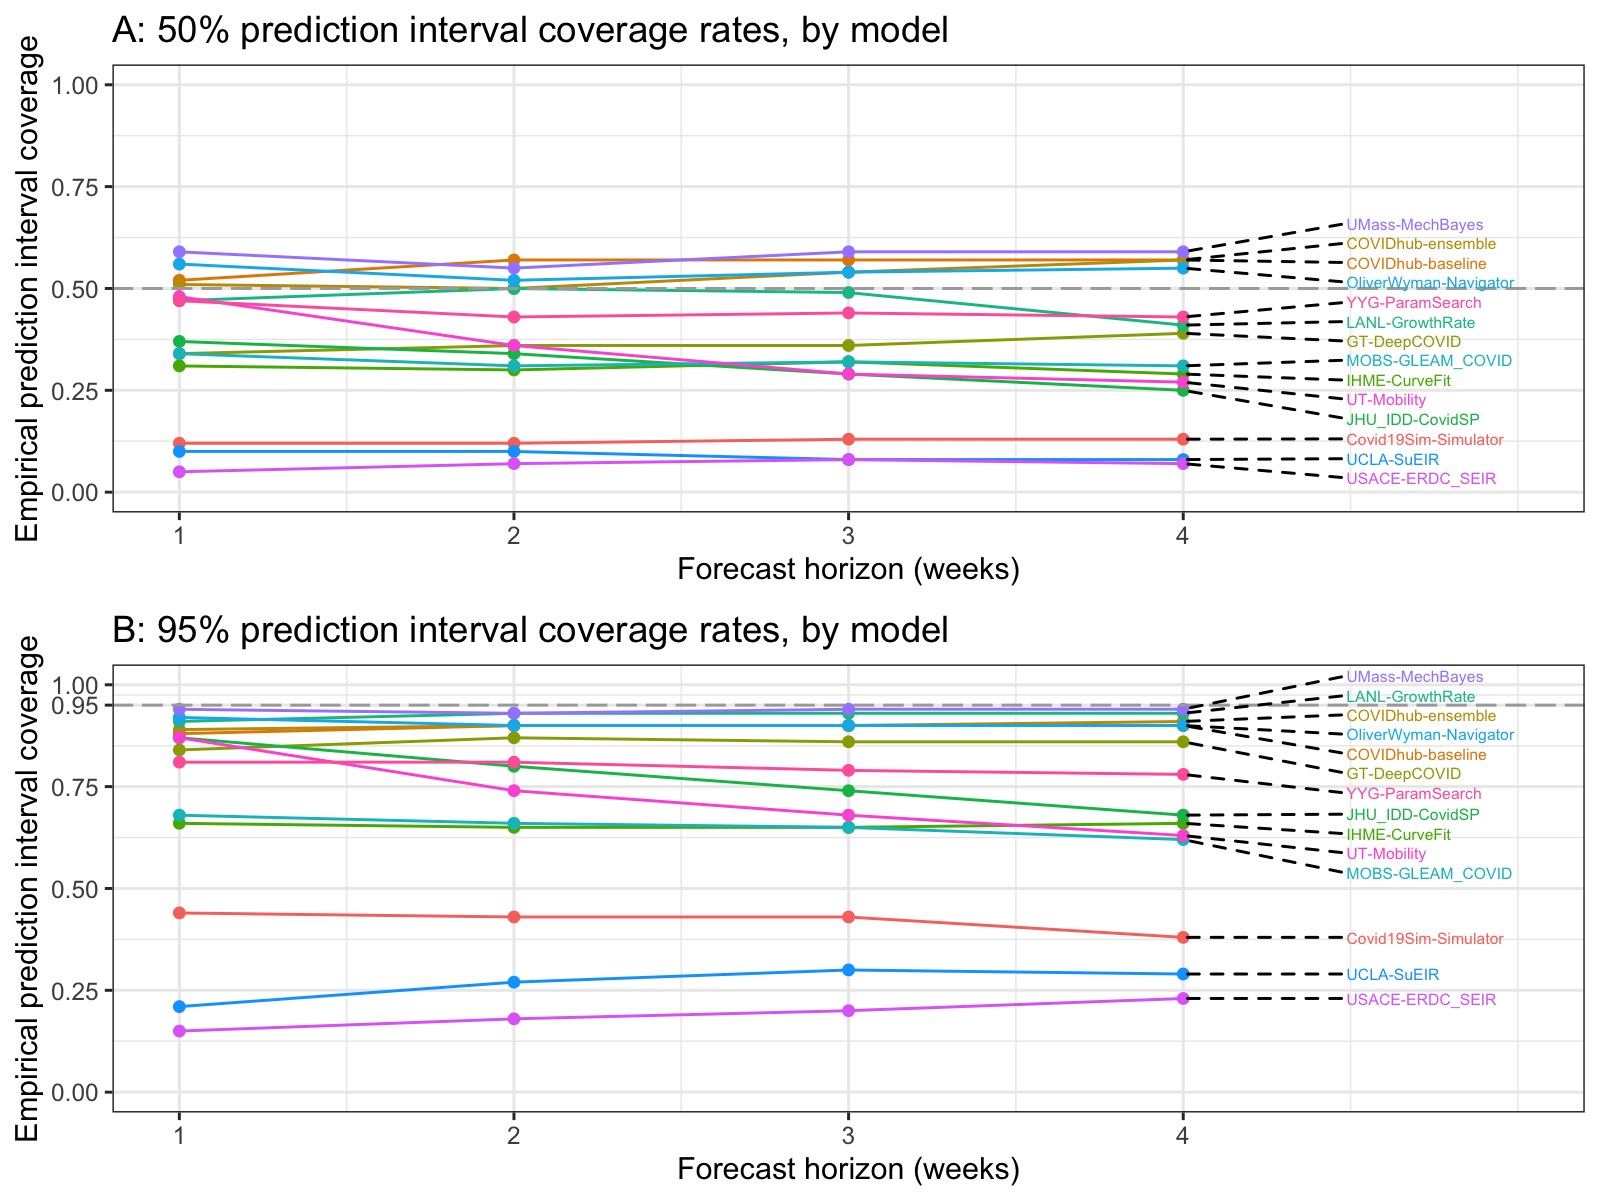 A: 50% prediction interval coverage rates, by model
Empirical prediction interval coverage
1.00
0.75
0.50
0.25
0.00
UMass-MechBayes
COVIDhub-ensemble
COVIDhub-baseline
OliverWyman-Navigator
YYG-ParamSearch
LANL-GrowthRate
GT-DeepCOVID
MOBS-GLEAM_COVID
IHME-CurveFit
UT-Mobility
JHU_IDD-CovidSP
Covid19Sim-Simulator
UCLA-SuEIR
USACE-ERDC_SEIR
1 2 3 4
Forecast horizon (weeks)
B: 95% prediction interval coverage rates, by model
Empirical prediction interval coverage
1.00
0.95
0.75
0.50
0.25
0.00
UMass-MechBayes
LANL-GrowthRate
COVIDhub-ensemble
OliverWyman-Navigator
COVIDhub-baseline
GT-DeepCOVID
YYG-ParamSearch
JHU_IDD-CovidSP
IHME-CurveFit
UT-Mobility
MOBS-GLEAM_COVID
Covid19Sim-Simulator
UCLA-SuEIR
USACE-ERDC_SEIR
1 2 3 4
Forecast horizon (weeks)